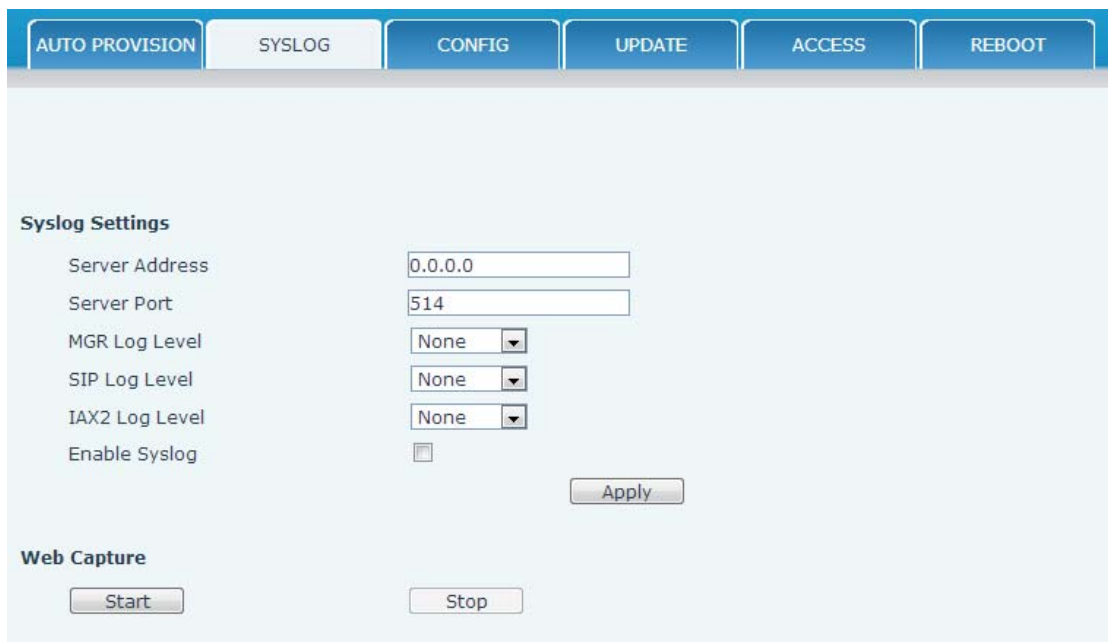 AUTO PROVISION SYSLOG CONFIG UPDATE ACCESS REBOOT
Syslog Settings
Server Address 0.0.0.0
Server Port 514
MGR Log Level None
SIP Log Level None
IAX2 Log Level None
Enable Syslog
Apply
Web Capture
Start Stop